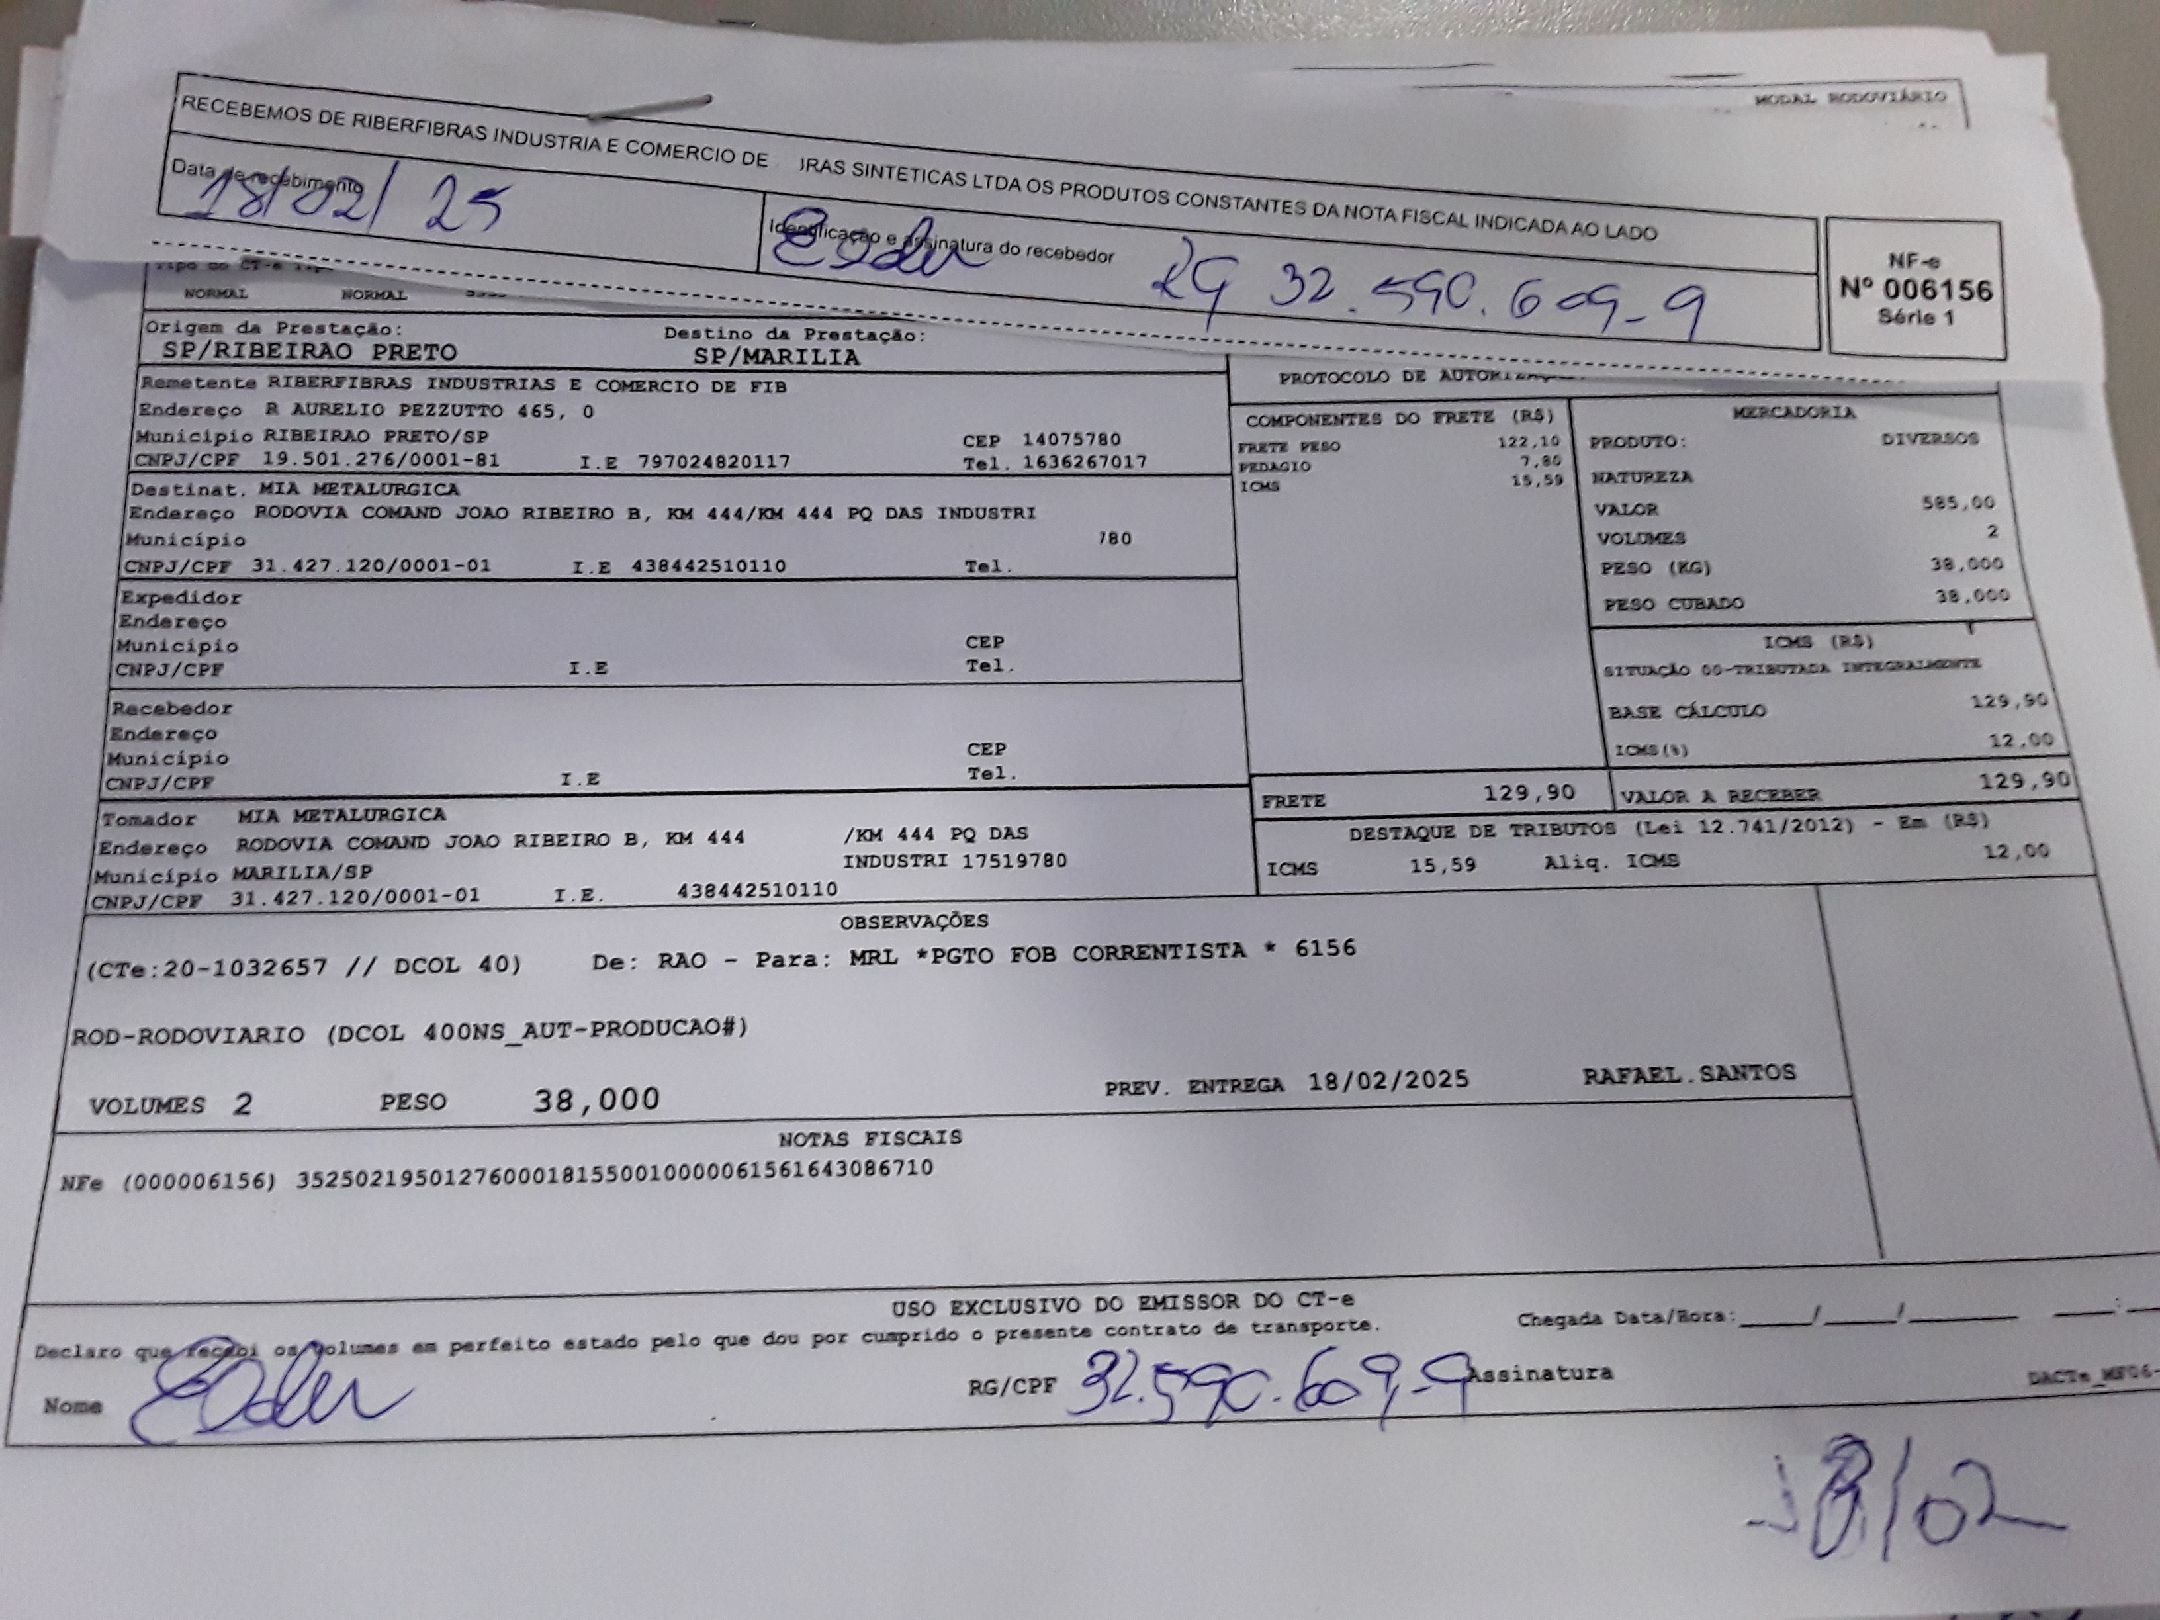 MODAL RODOVIÁRIO
RECEBEMOS DE RIBERFIBRAS INDUSTRIA E COMERCIO DE IRAS SINTETICAS LTDA OS PRODUTOS CONSTANTES DA NOTA FISCAL INDICADA AO LADO
Data de recebimento
18/02/25
Identificação e assinatura do recebedor
RG 32.590.609-9
NF-e
Nº 006156
Série 1
Tipo do CT-e
NORMAL NORMAL
Origem da Prestação: Destino da Prestação:
SP/RIBEIRAO PRETO SP/MARILIA
Remetente RIBERFIBRAS INDUSTRIAS E COMERCIO DE FIB
Endereço R AURELIO PEZZUTTO 465, 0
Município RIBEIRAO PRETO/SP CEP 14075780
CNPJ/CPF 19.501.276/0001-81 I.E 797024820117 Tel. 1636267017
Destinat. MIA METALURGICA
Endereço RODOVIA COMAND JOAO RIBEIRO B, KM 444/KM 444 PQ DAS INDUSTRI
Município 780
CNPJ/CPF 31.427.120/0001-01 I.E 438442510110 Tel.
Expedidor
Endereço
Município CEP
CNPJ/CPF I.E Tel.
Recebedor
Endereço
Município CEP
CNPJ/CPF I.E Tel.
Tomador MIA METALURGICA
Endereço RODOVIA COMAND JOAO RIBEIRO B, KM 444 /KM 444 PQ DAS
INDUSTRI 17519780
Município MARILIA/SP
CNPJ/CPF 31.427.120/0001-01 I.E. 438442510110
PROTOCOLO DE
COMPONENTES DO FRETE (R$)
FRETE PESO 122,10
PEDAGIO 7,80
ICMS 15,59
MERCADORIA
PRODUTO: DIVERSOS
NATUREZA
VALOR 585,00
VOLUMES 2
PESO (KG) 38,000
PESO CUBADO 38,000
ICMS (R$)
SITUAÇÃO 00-TRIBUTADA INTEGRALMENTE
BASE CÁLCULO 129,90
ICMS(%) 12,00
FRETE 129,90 VALOR A RECEBER 129,90
DESTAQUE DE TRIBUTOS (Lei 12.741/2012) - Em (R$)
ICMS 15,59 Aliq. ICMS 12,00
OBSERVAÇÕES
(CTe:20-1032657 // DCOL 40) De: RAO - Para: MRL *PGTO FOB CORRENTISTA * 6156
ROD-RODOVIARIO (DCOL 400NS_AUT-PRODUCAO#)
VOLUMES 2 PESO 38,000 PREV. ENTREGA 18/02/2025 RAFAEL.SANTOS
NOTAS FISCAIS
NFe (000006156) 35250219501276000181550010000061561643086710
USO EXCLUSIVO DO EMISSOR DO CT-e
Declaro que recebi os volumes em perfeito estado pelo que dou por cumprido o presente contrato de transporte. Chegada Data/Hora:____/____/______ ___:__
Nome RG/CPF 32.590.609-9 Assinatura
18/02